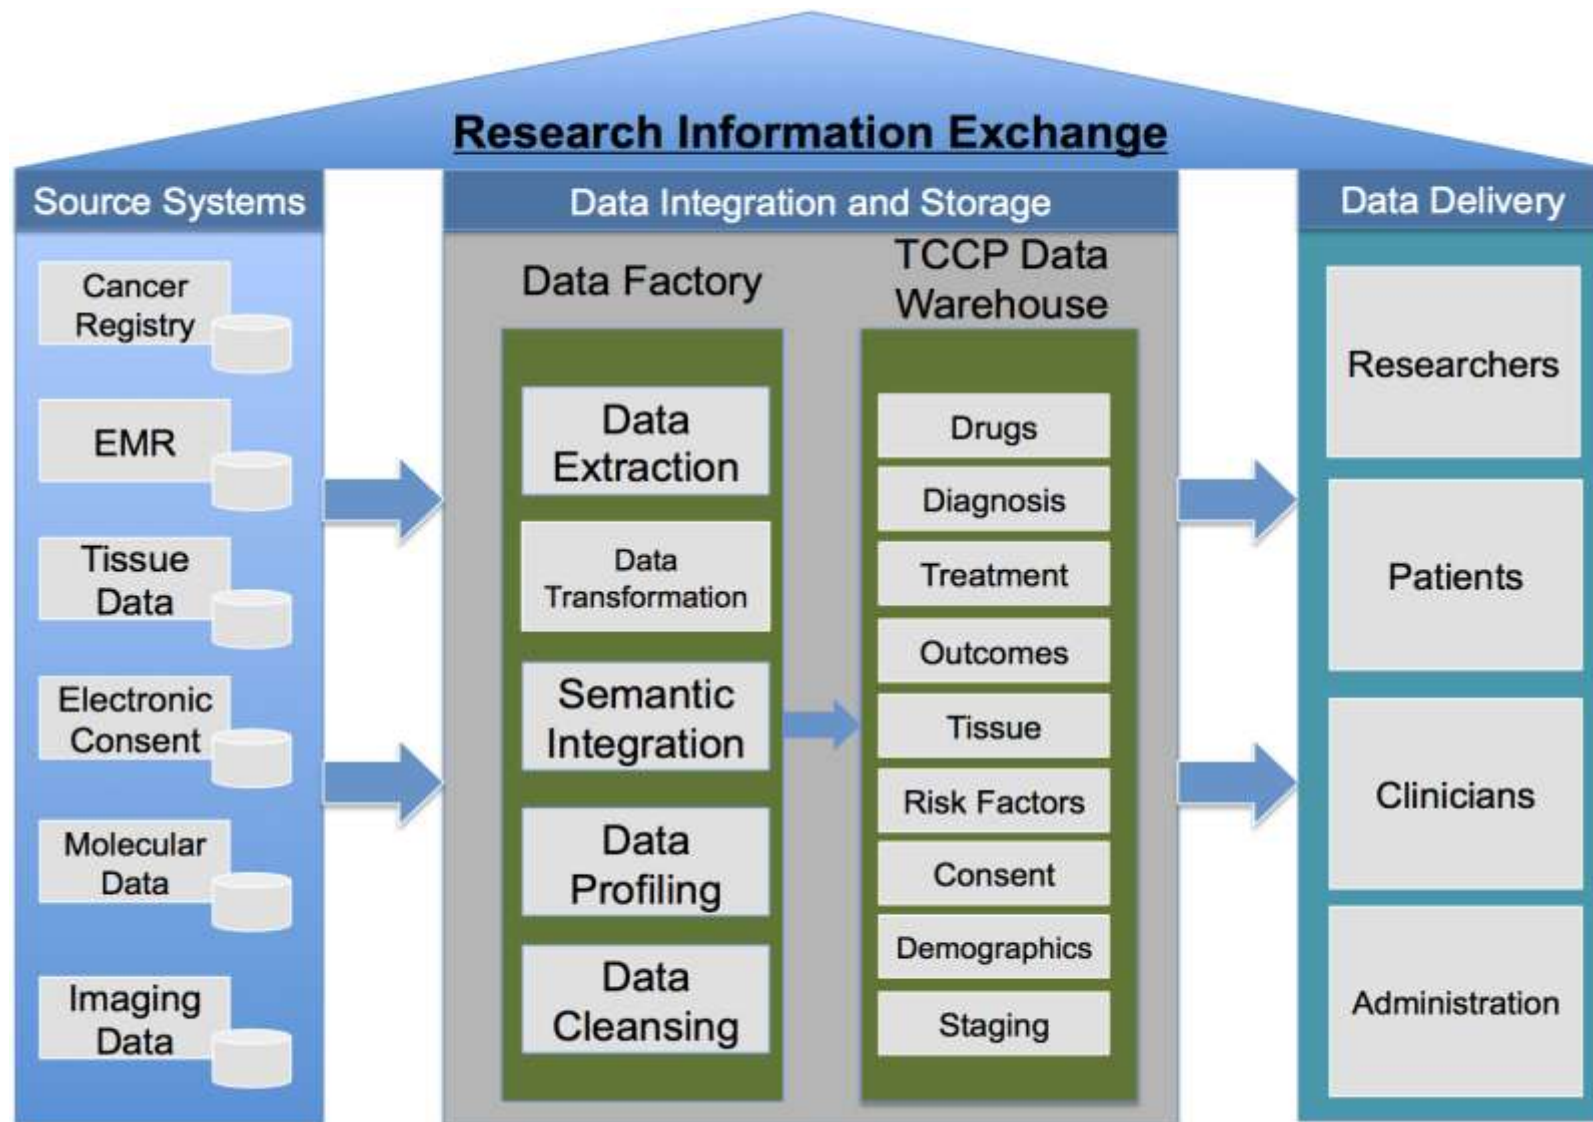 Research Information Exchange
Source Systems
Cancer
Registry
EMR
Tissue
Data
Electronic
Consent
Molecular
Data
Imaging
Data
Data Integration and Storage
Data Factory
Data
Extraction
Data
Transformation
Semantic
Integration
Data
Profiling
Data
Cleansing
TCCP Data
Warehouse
Drugs
Diagnosis
Treatment
Outcomes
Tissue
Risk Factors
Consent
Demographics
Staging
Data Delivery
Researchers
Patients
Clinicians
Administration